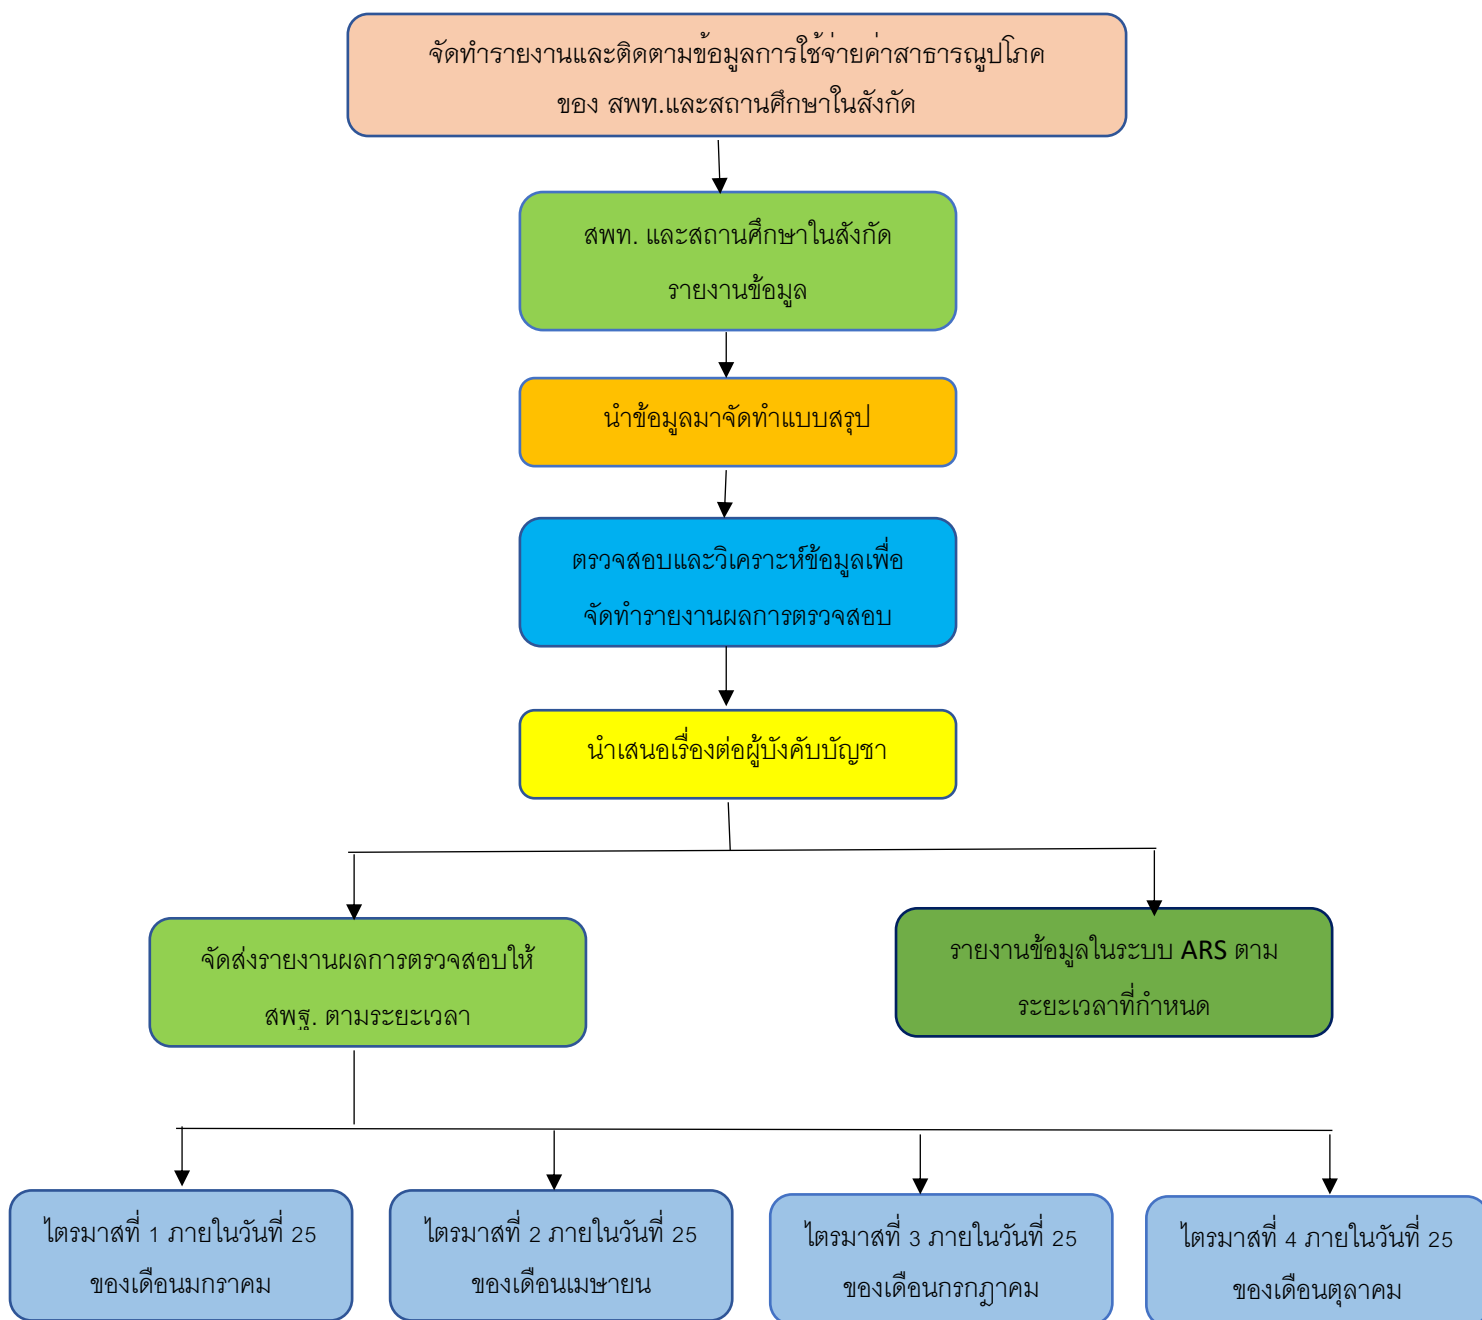 จัดทำรายงานและติดตามข้อมูลการใช้จ่ายค่าสาธารณูปโภค
ของ สพท.และสถานศึกษาในสังกัด
สพท. และสถานศึกษาในสังกัด
รายงานข้อมูล
นำข้อมูลมาจัดทำแบบสรุป
ตรวจสอบและวิเคราะห์ข้อมูลเพื่อ
จัดทำรายงานผลการตรวจสอบ
นำเสนอเรื่องต่อผู้บังคับบัญชา
จัดส่งรายงานผลการตรวจสอบให้
สพฐ. ตามระยะเวลา
รายงานข้อมูลในระบบ ARS ตาม
ระยะเวลาที่กำหนด
ไตรมาสที่ 1 ภายในวันที่ 25
ของเดือนมกราคม
ไตรมาสที่ 2 ภายในวันที่ 25
ของเดือนเมษายน
ไตรมาสที่ 3 ภายในวันที่ 25
ของเดือนกรกฎาคม
ไตรมาสที่ 4 ภายในวันที่ 25
ของเดือนตุลาคม